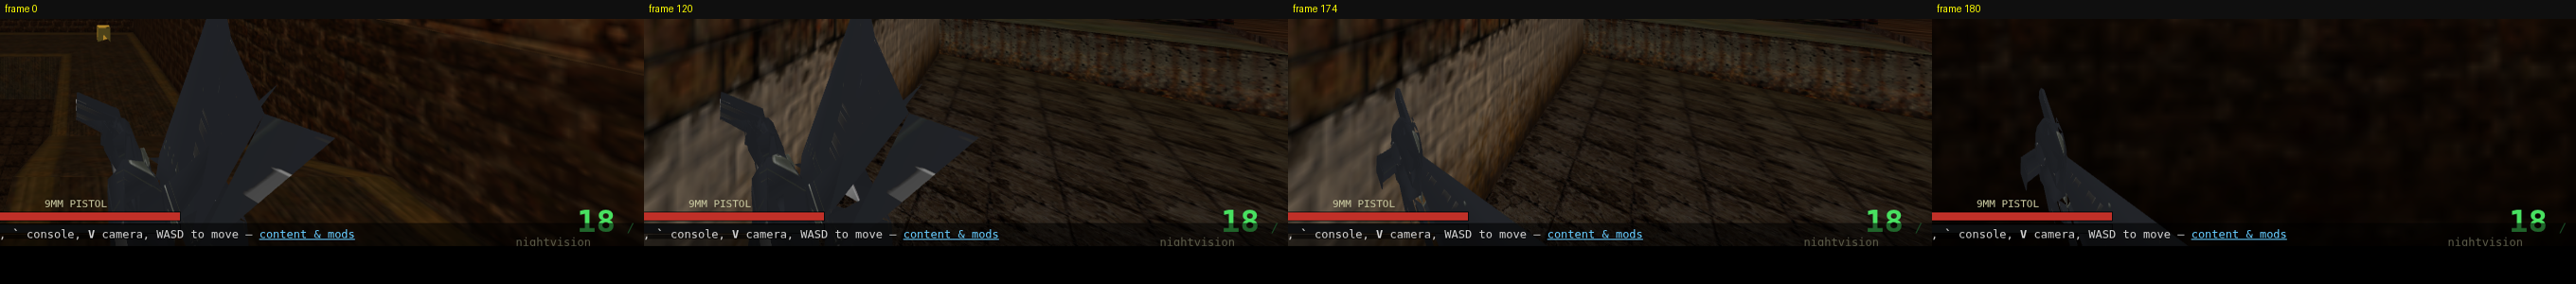 frame 0
9MM PISTOL
18 /
, ` console, V camera, WASD to move — content & mods
nightvision
frame 120
9MM PISTOL
18 /
, ` console, V camera, WASD to move — content & mods
nightvision
frame 174
9MM PISTOL
18 /
, ` console, V camera, WASD to move — content & mods
nightvision
frame 180
9MM PISTOL
18 /
, ` console, V camera, WASD to move — content & mods
nightvision